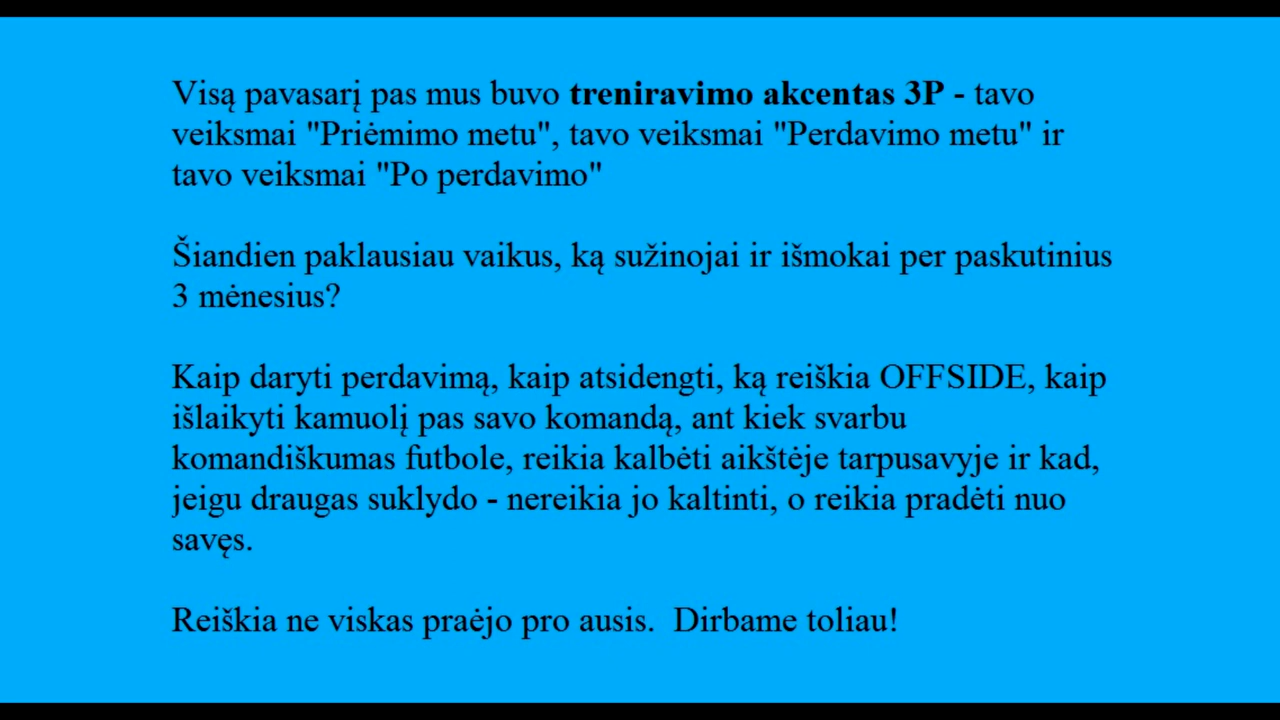 Visą pavasarį pas mus buvo treniravimo akcentas 3P - tavo
veiksmai "Priėmimo metu", tavo veiksmai "Perdavimo metu" ir
tavo veiksmai "Po perdavimo"
Šiandien paklausiau vaikus, ką sužinojai ir išmokai per paskutinius
3 mėnesius?
Kaip daryti perdavimą, kaip atsidengti, ką reiškia OFFSIDE, kaip
išlaikyti kamuolį pas savo komandą, ant kiek svarbu
komandiškumas futbole, reikia kalbėti aikštėje tarpusavyje ir kad,
jeigu draugas suklydo - nereikia jo kaltinti, o reikia pradėti nuo
savęs.
Reiškia ne viskas praėjo pro ausis.  Dirbame toliau!